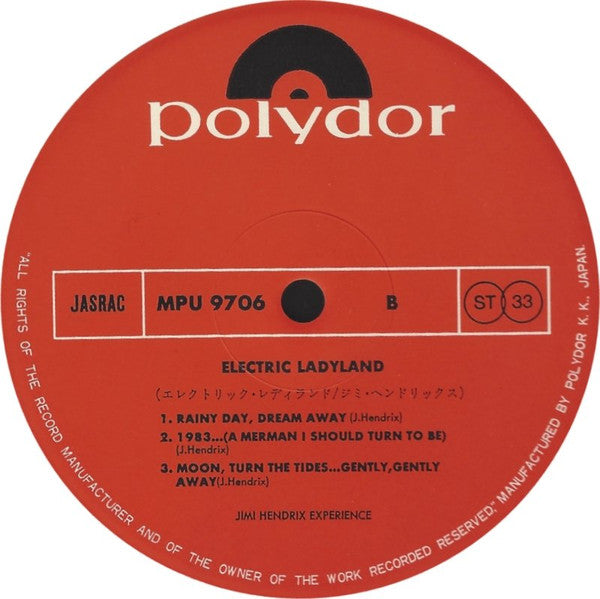 polydor
JASRAC
MPU 9706
B
ST 33
ELECTRIC LADYLAND
(エレクトリック・レディランド/ジミ・ヘンドリックス)
1. RAINY DAY, DREAM AWAY (J.Hendrix)
2. 1983...(A MERMAN I SHOULD TURN TO BE)
(J.Hendrix)
3. MOON, TURN THE TIDES...GENTLY,GENTLY
AWAY(J.Hendrix)
JIMI HENDRIX EXPERIENCE
"ALL RIGHTS OF THE RECORD MANUFACTURER AND OF THE OWNER OF THE WORK RECORDED RESERVED," MANUFACTURED BY POLYDOR K.K., JAPAN.